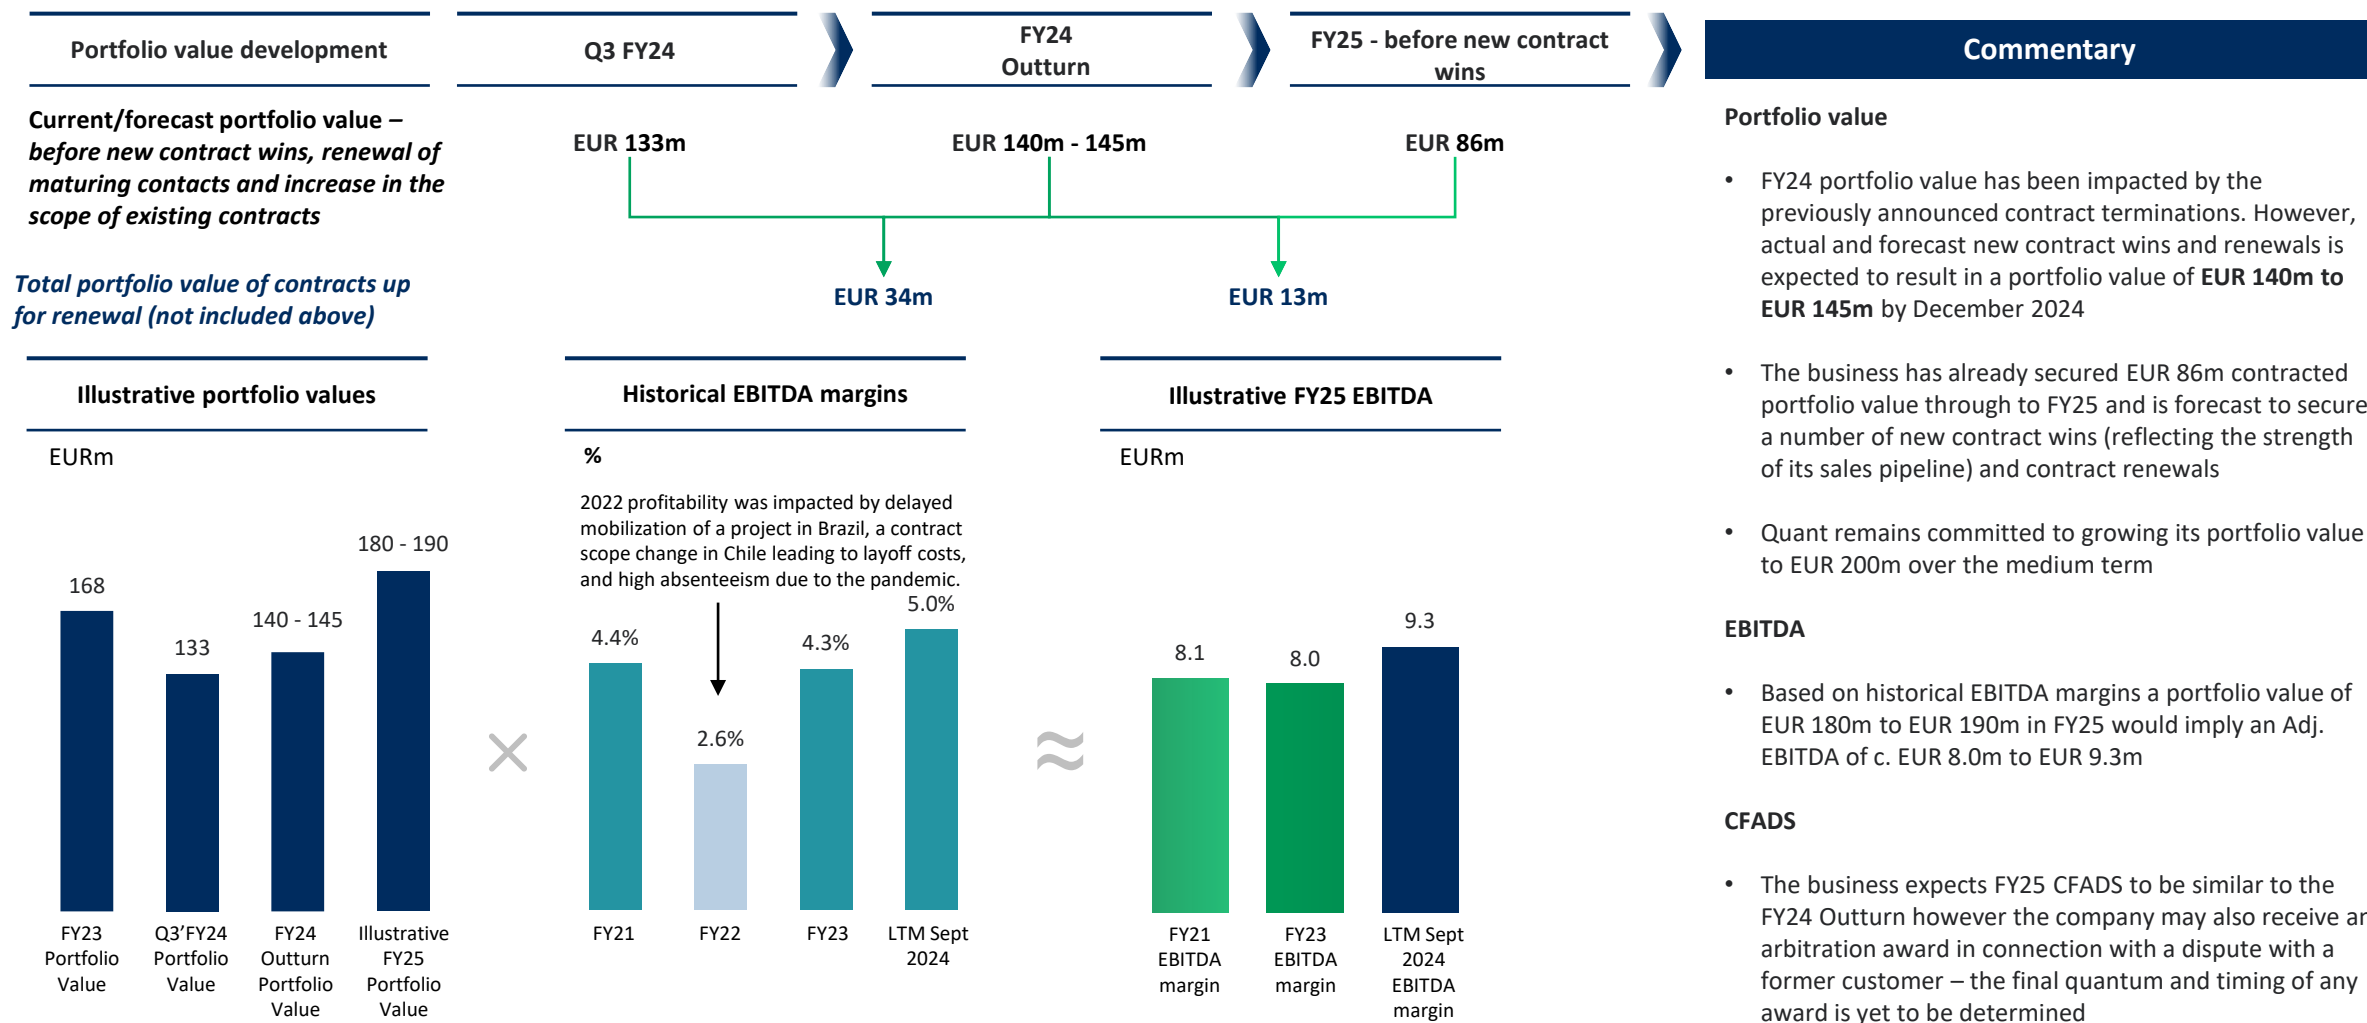 Portfolio value development
Q3 FY24
FY24
Outturn
FY25 - before new contract
wins
Current/forecast portfolio value –
before new contract wins, renewal of
maturing contacts and increase in the
scope of existing contracts
EUR 133m
EUR 140m - 145m
EUR 86m
Total portfolio value of contracts up
for renewal (not included above)
EUR 34m
EUR 13m
Illustrative portfolio values
EURm
168
133
140 - 145
180 - 190
FY23
Portfolio
Value
Q3’FY24
Portfolio
Value
FY24
Outturn
Portfolio
Value
Illustrative
FY25
Portfolio
Value
×
Historical EBITDA margins
%
2022 profitability was impacted by delayed
mobilization of a project in Brazil, a contract
scope change in Chile leading to layoff costs,
and high absenteeism due to the pandemic.
4.4%
2.6%
4.3%
5.0%
FY21
FY22
FY23
LTM Sept
2024
≈
Illustrative FY25 EBITDA
EURm
8.1
8.0
9.3
FY21
EBITDA
margin
FY23
EBITDA
margin
LTM Sept
2024
EBITDA
margin
Commentary
Portfolio value
• FY24 portfolio value has been impacted by the
previously announced contract terminations. However,
actual and forecast new contract wins and renewals is
expected to result in a portfolio value of EUR 140m to
EUR 145m by December 2024
• The business has already secured EUR 86m contracted
portfolio value through to FY25 and is forecast to secure
a number of new contract wins (reflecting the strength
of its sales pipeline) and contract renewals
• Quant remains committed to growing its portfolio value
to EUR 200m over the medium term
EBITDA
• Based on historical EBITDA margins a portfolio value of
EUR 180m to EUR 190m in FY25 would imply an Adj.
EBITDA of c. EUR 8.0m to EUR 9.3m
CFADS
• The business expects FY25 CFADS to be similar to the
FY24 Outturn however the company may also receive an
arbitration award in connection with a dispute with a
former customer – the final quantum and timing of any
award is yet to be determined